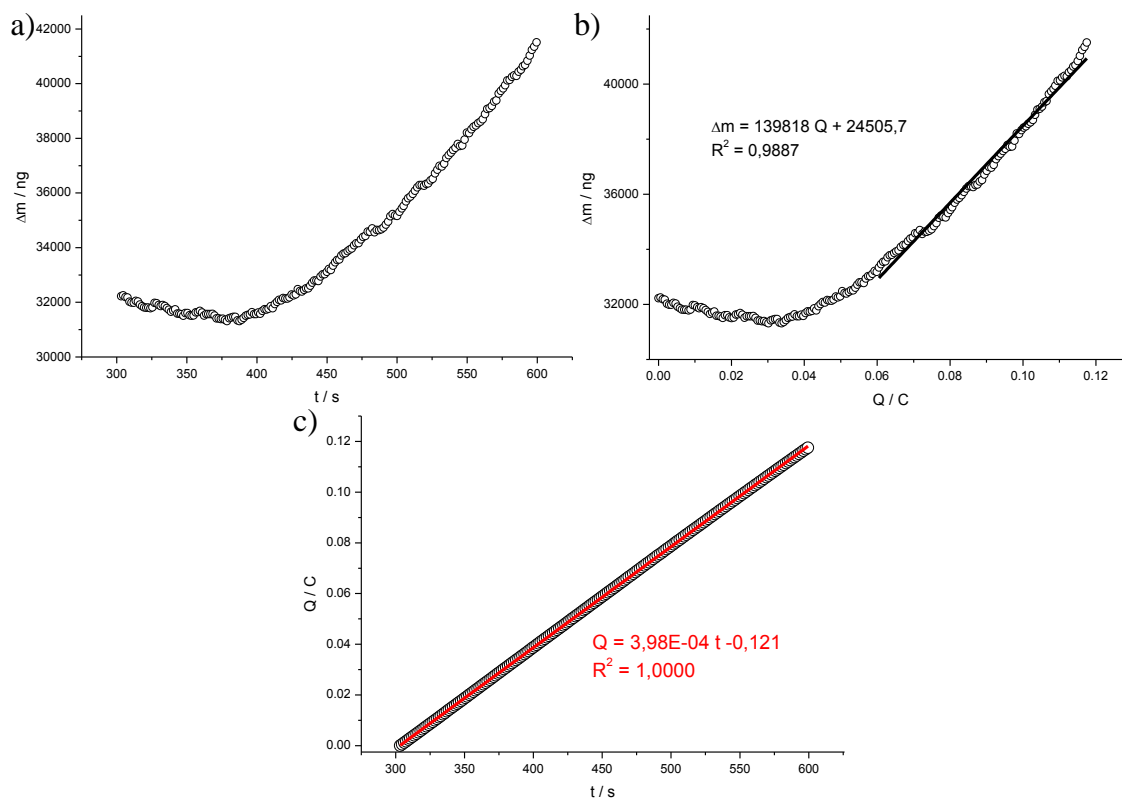 a)
42000
40000
38000
36000
34000
32000
30000
Δm / ng
300 350 400 450 500 550 600
t / s
b)
40000
36000
32000
Δm / ng
Δm = 139818 Q + 24505,7
R² = 0,9887
0.00 0.02 0.04 0.06 0.08 0.10 0.12
Q / C
c)
0.12
0.10
0.08
0.06
0.04
0.02
0.00
Q / C
Q = 3,98E-04 t -0,121
R² = 1,0000
300 350 400 450 500 550 600
t / s